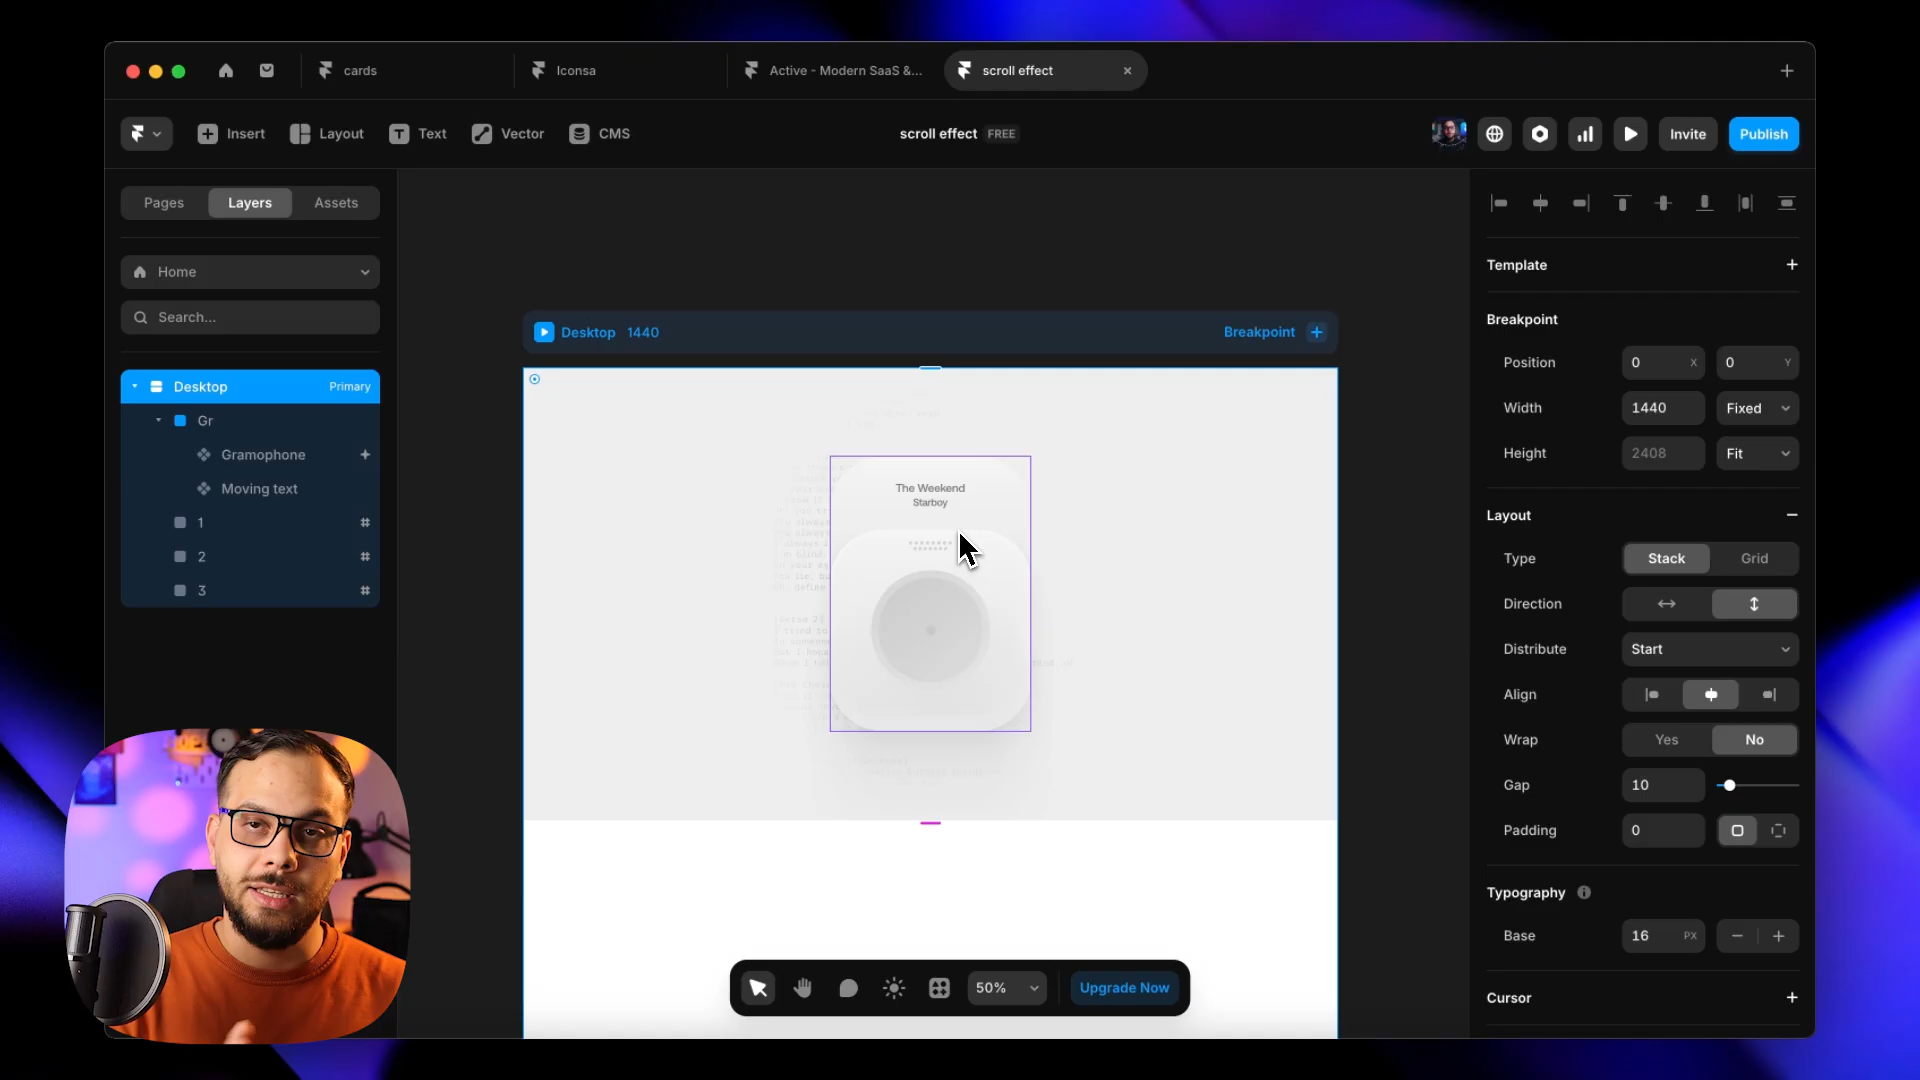 cards
Iconsa
Active - Modern SaaS &...
scroll effect
Insert
Layout
Text
Vector
CMS
scroll effect FREE
Invite
Publish
Pages
Layers
Assets
Home
Search...
Desktop Primary
Gr
Gramophone
Moving text
1
2
3
Desktop 1440
Breakpoint
The Weekend
Starboy
50%
Upgrade Now
Template
Breakpoint
Position 0 X 0 Y
Width 1440 Fixed
Height 2408 Fit
Layout
Type Stack Grid
Direction
Distribute Start
Align
Wrap Yes No
Gap 10
Padding 0
Typography
Base 16 PX
Cursor